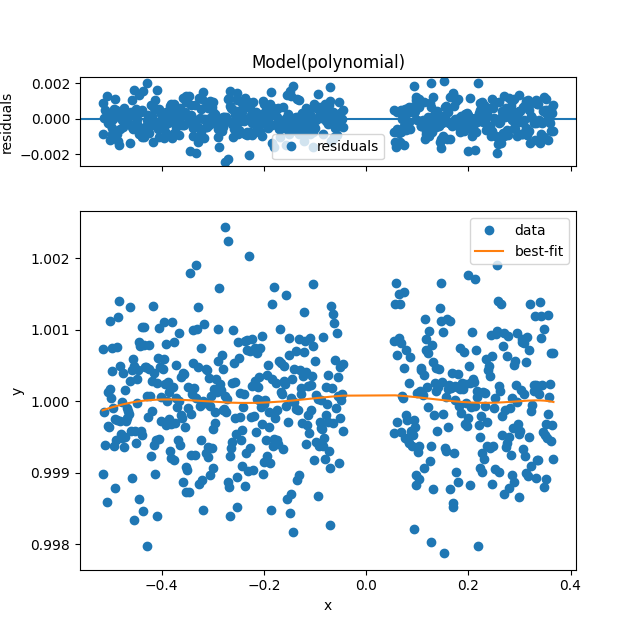 Model(polynomial)
residuals
0.002
0.000
−0.002
residuals
y
1.002
1.001
1.000
0.999
0.998
data
best-fit
−0.4
−0.2
0.0
0.2
0.4
x